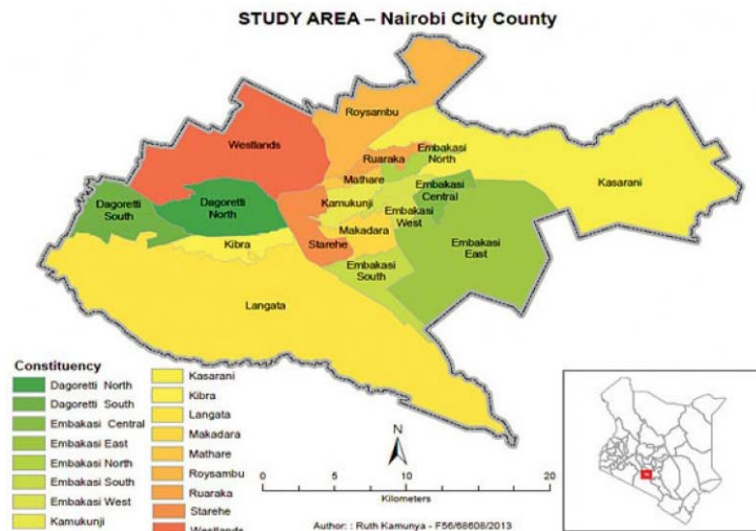 STUDY AREA – Nairobi City County
Roysambu
Westlands
Ruaraka
Embakasi
North
Mathare
Kasarani
Dagoretti
South
Dagoretti
North
Kamukunji
Embakasi
Central
Embakasi
West
Makadara
Kibra
Starehe
Embakasi
East
Embakasi
South
Langata
Constituency
Dagoretti North
Dagoretti South
Embakasi Central
Embakasi East
Embakasi North
Embakasi South
Embakasi West
Kamukunji
Kasarani
Kibra
Langata
Makadara
Mathare
Roysambu
Ruaraka
Starehe
Westlands
N
0 5 10 20
Kilometers
Author: : Ruth Kamunya - F56/68608/2013